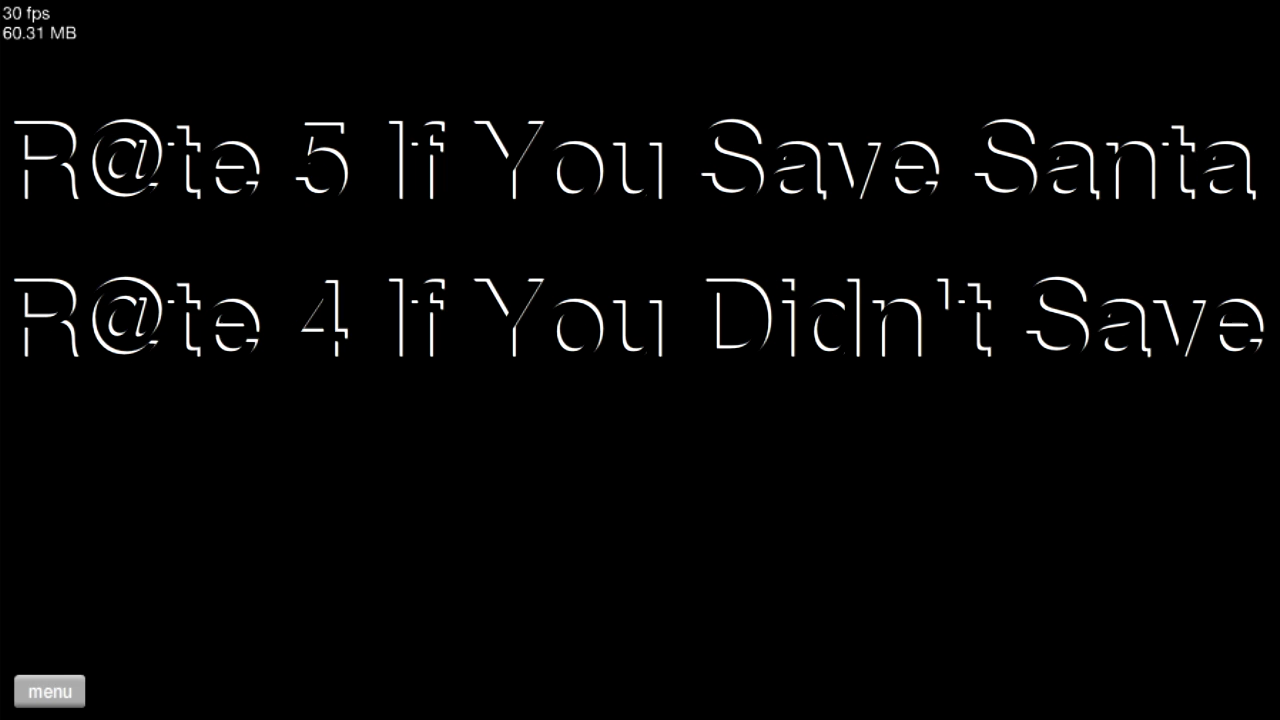 30 fps
60.31 MB
R@te 5 If You Save Santa
R@te 4 If You Didn't Save
menu